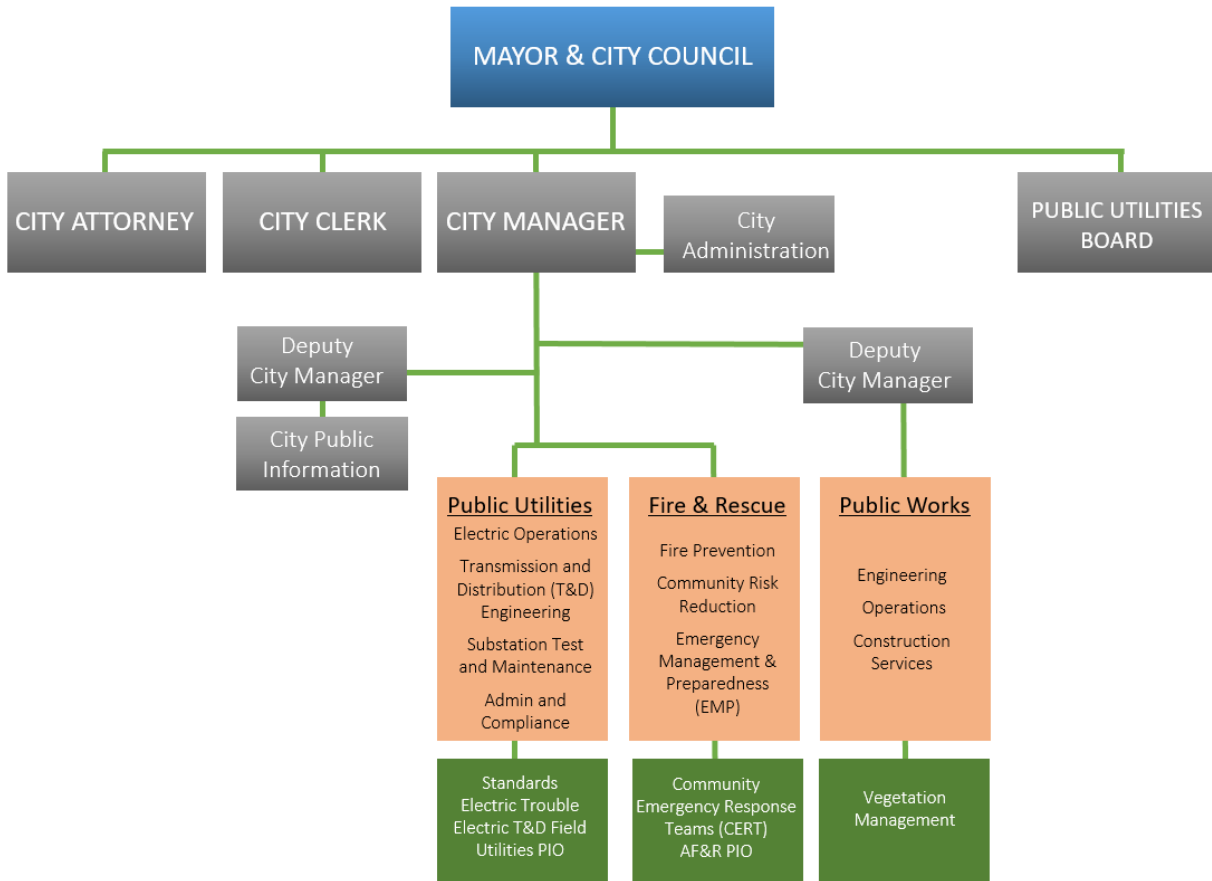 MAYOR & CITY COUNCIL
CITY ATTORNEY
CITY CLERK
CITY MANAGER
City
Administration
PUBLIC UTILITIES
BOARD
Deputy
City Manager
City Public
Information
Deputy
City Manager
Public Utilities
Electric Operations
Transmission and
Distribution (T&D)
Engineering
Substation Test
and Maintenance
Admin and
Compliance
Fire & Rescue
Fire Prevention
Community Risk
Reduction
Emergency
Management &
Preparedness
(EMP)
Public Works
Engineering
Operations
Construction
Services
Standards
Electric Trouble
Electric T&D Field
Utilities PIO
Community
Emergency Response
Teams (CERT)
AF&R PIO
Vegetation
Management